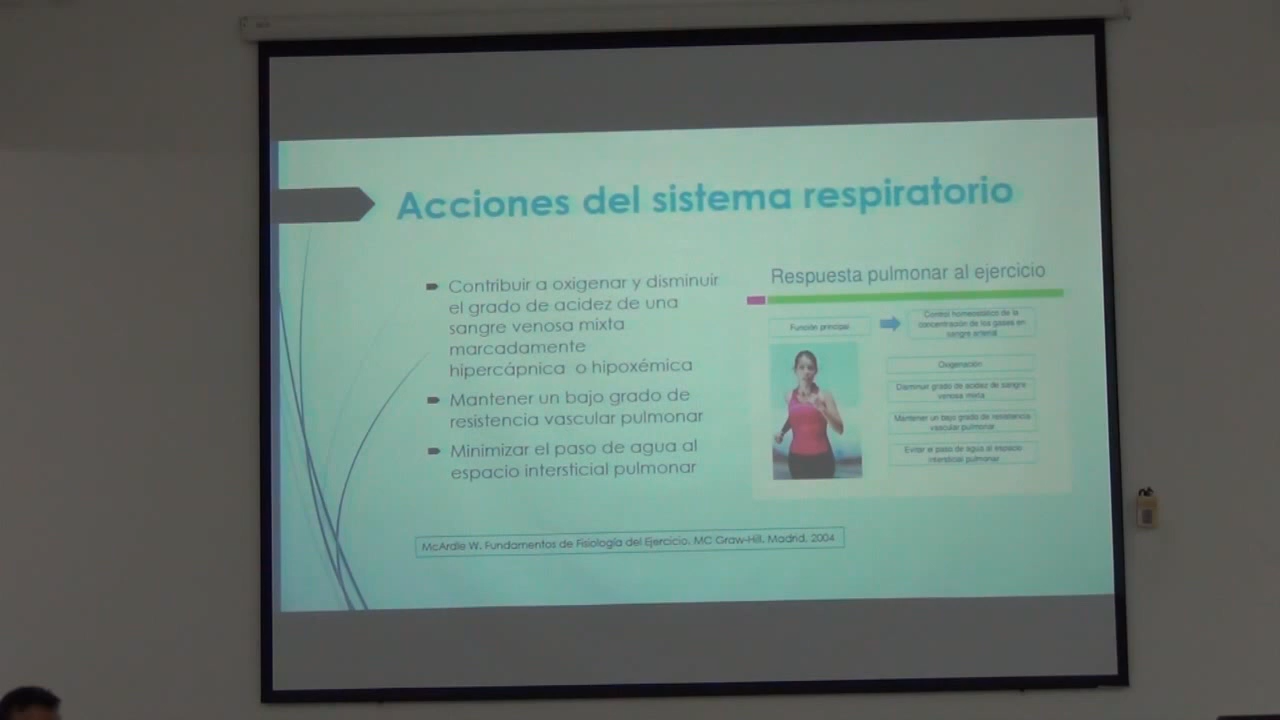 Acciones del sistema respiratorio
Contribuir a oxigenar y disminuir
el grado de acidez de una
sangre venosa mixta
marcadamente
hipercápnica o hipoxémica
Mantener un bajo grado de
resistencia vascular pulmonar
Minimizar el paso de agua al
espacio intersticial pulmonar
Respuesta pulmonar al ejercicio
Función principal
Control homeostático de la
concentración de los gases en
sangre arterial
Oxigenación
Disminuir grado de acidez de sangre
venosa mixta
Mantener un bajo grado de resistencia
vascular pulmonar
Evitar el paso de agua al espacio
intersticial pulmonar
McArdle W. Fundamentos de Fisiología del Ejercicio. MC Graw-Hill. Madrid, 2004